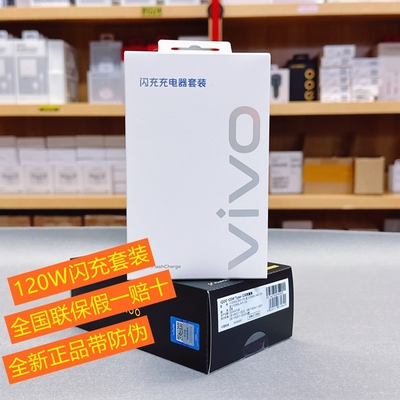 闪充充电器套装
vivo
FlashCharge
120W闪充套装
全国联保假一赔十
全新正品带防伪